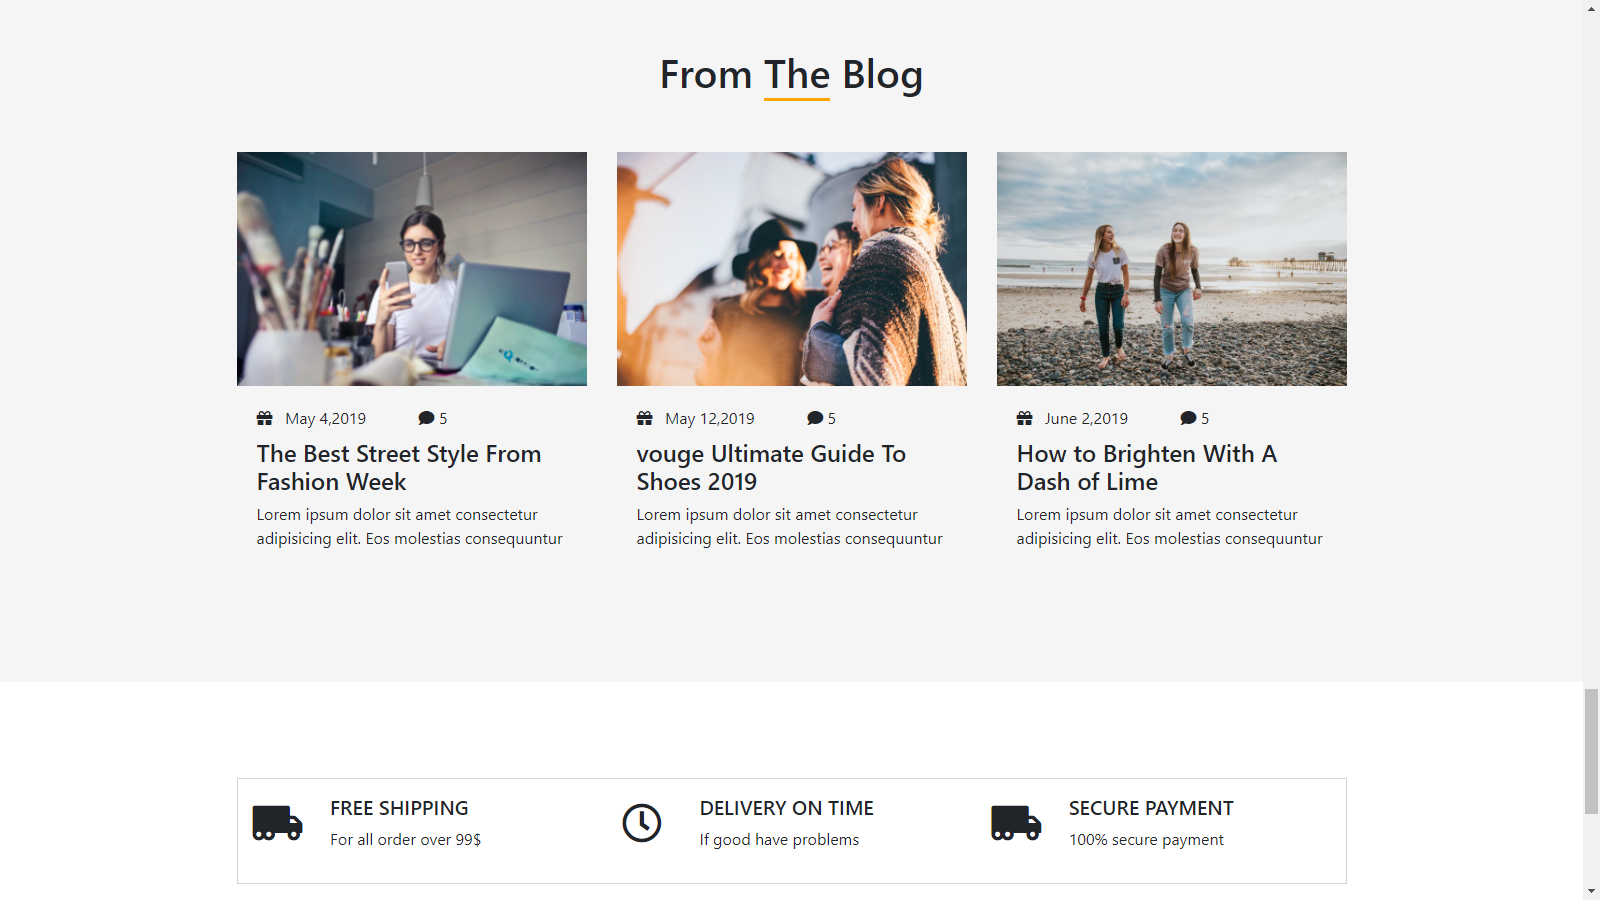 From The Blog
May 4,2019 5
The Best Street Style From
Fashion Week
Lorem ipsum dolor sit amet consectetur
adipisicing elit. Eos molestias consequuntur
May 12,2019 5
vouge Ultimate Guide To
Shoes 2019
Lorem ipsum dolor sit amet consectetur
adipisicing elit. Eos molestias consequuntur
June 2,2019 5
How to Brighten With A
Dash of Lime
Lorem ipsum dolor sit amet consectetur
adipisicing elit. Eos molestias consequuntur
FREE SHIPPING
For all order over 99$
DELIVERY ON TIME
If good have problems
SECURE PAYMENT
100% secure payment